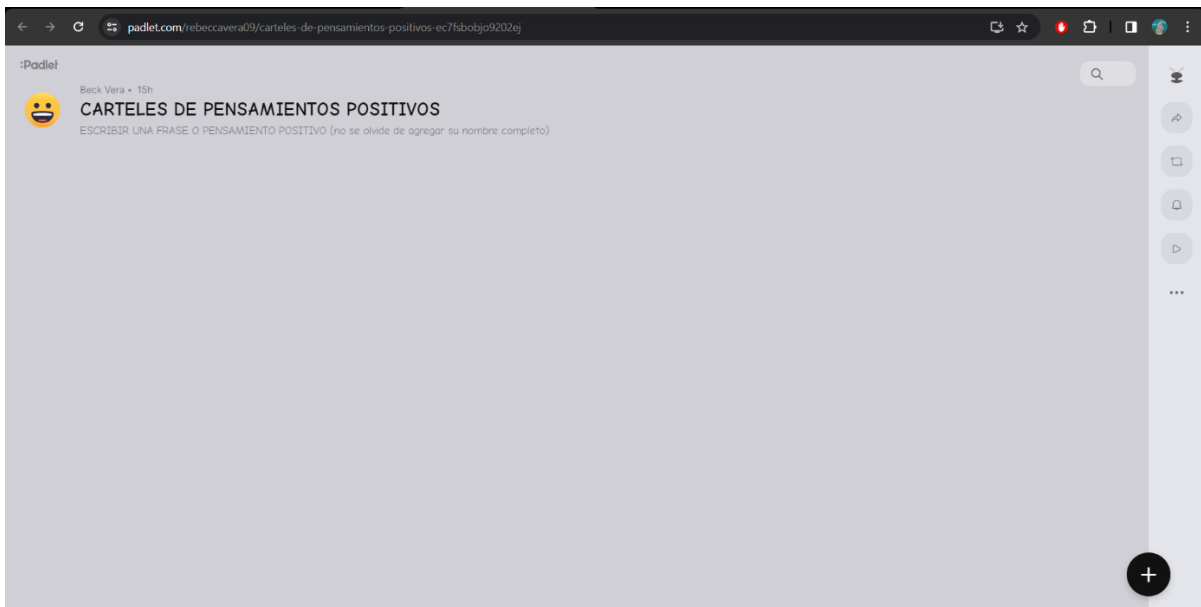 padlet.com/rebeccavera09/carteles-de-pensamientos-positivos-ec7fsbobjo9202ej
:Padlet
Beck Vera • 15h
CARTELES DE PENSAMIENTOS POSITIVOS
ESCRIBIR UNA FRASE O PENSAMIENTO POSITIVO (no se olvide de agregar su nombre completo)